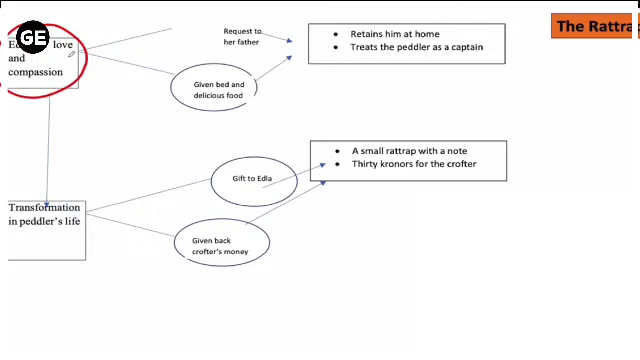 The Rattra
GE
Ed love
and
compassion
Request to
her father
• Retains him at home
• Treats the peddler as a captain
Given bed and
delicious food
• A small rattrap with a note
• Thirty kronors for the crofter
Gift to Edla
Transformation
in peddler's life
Given back
crofter's money